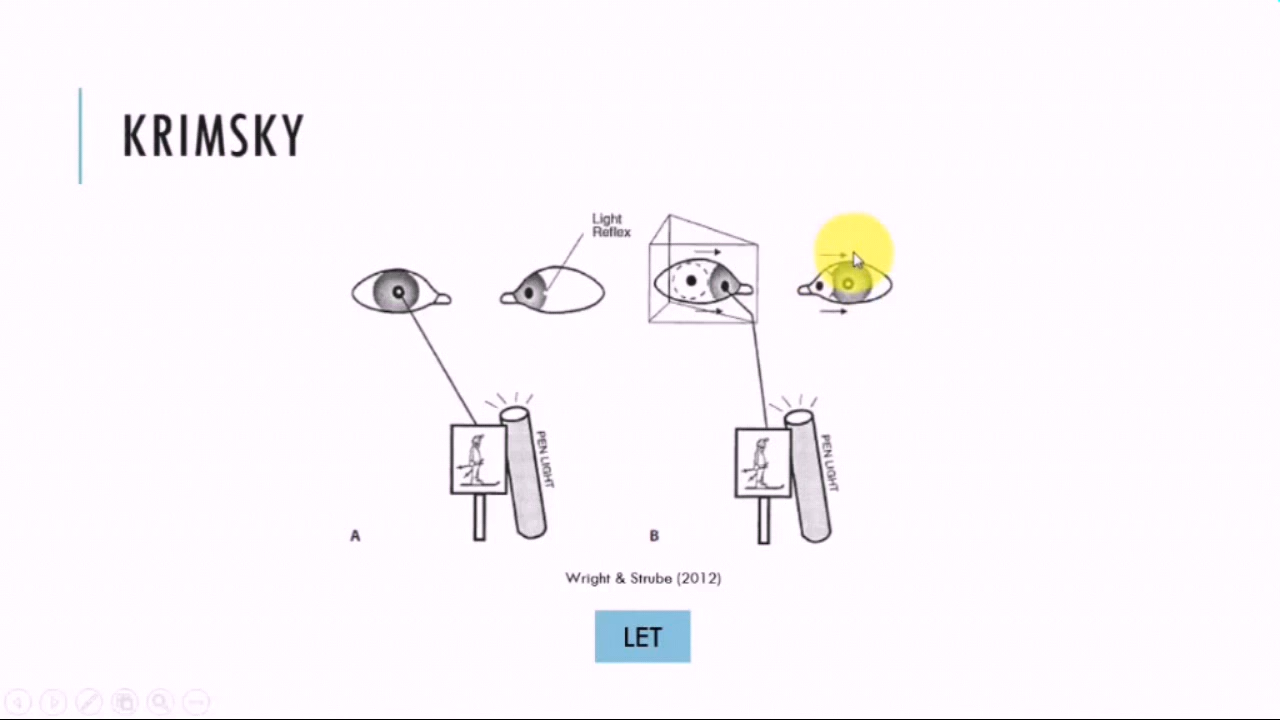 KRIMSKY
Light
Reflex
PEN LIGHT
PEN LIGHT
A
B
Wright & Strube (2012)
LET